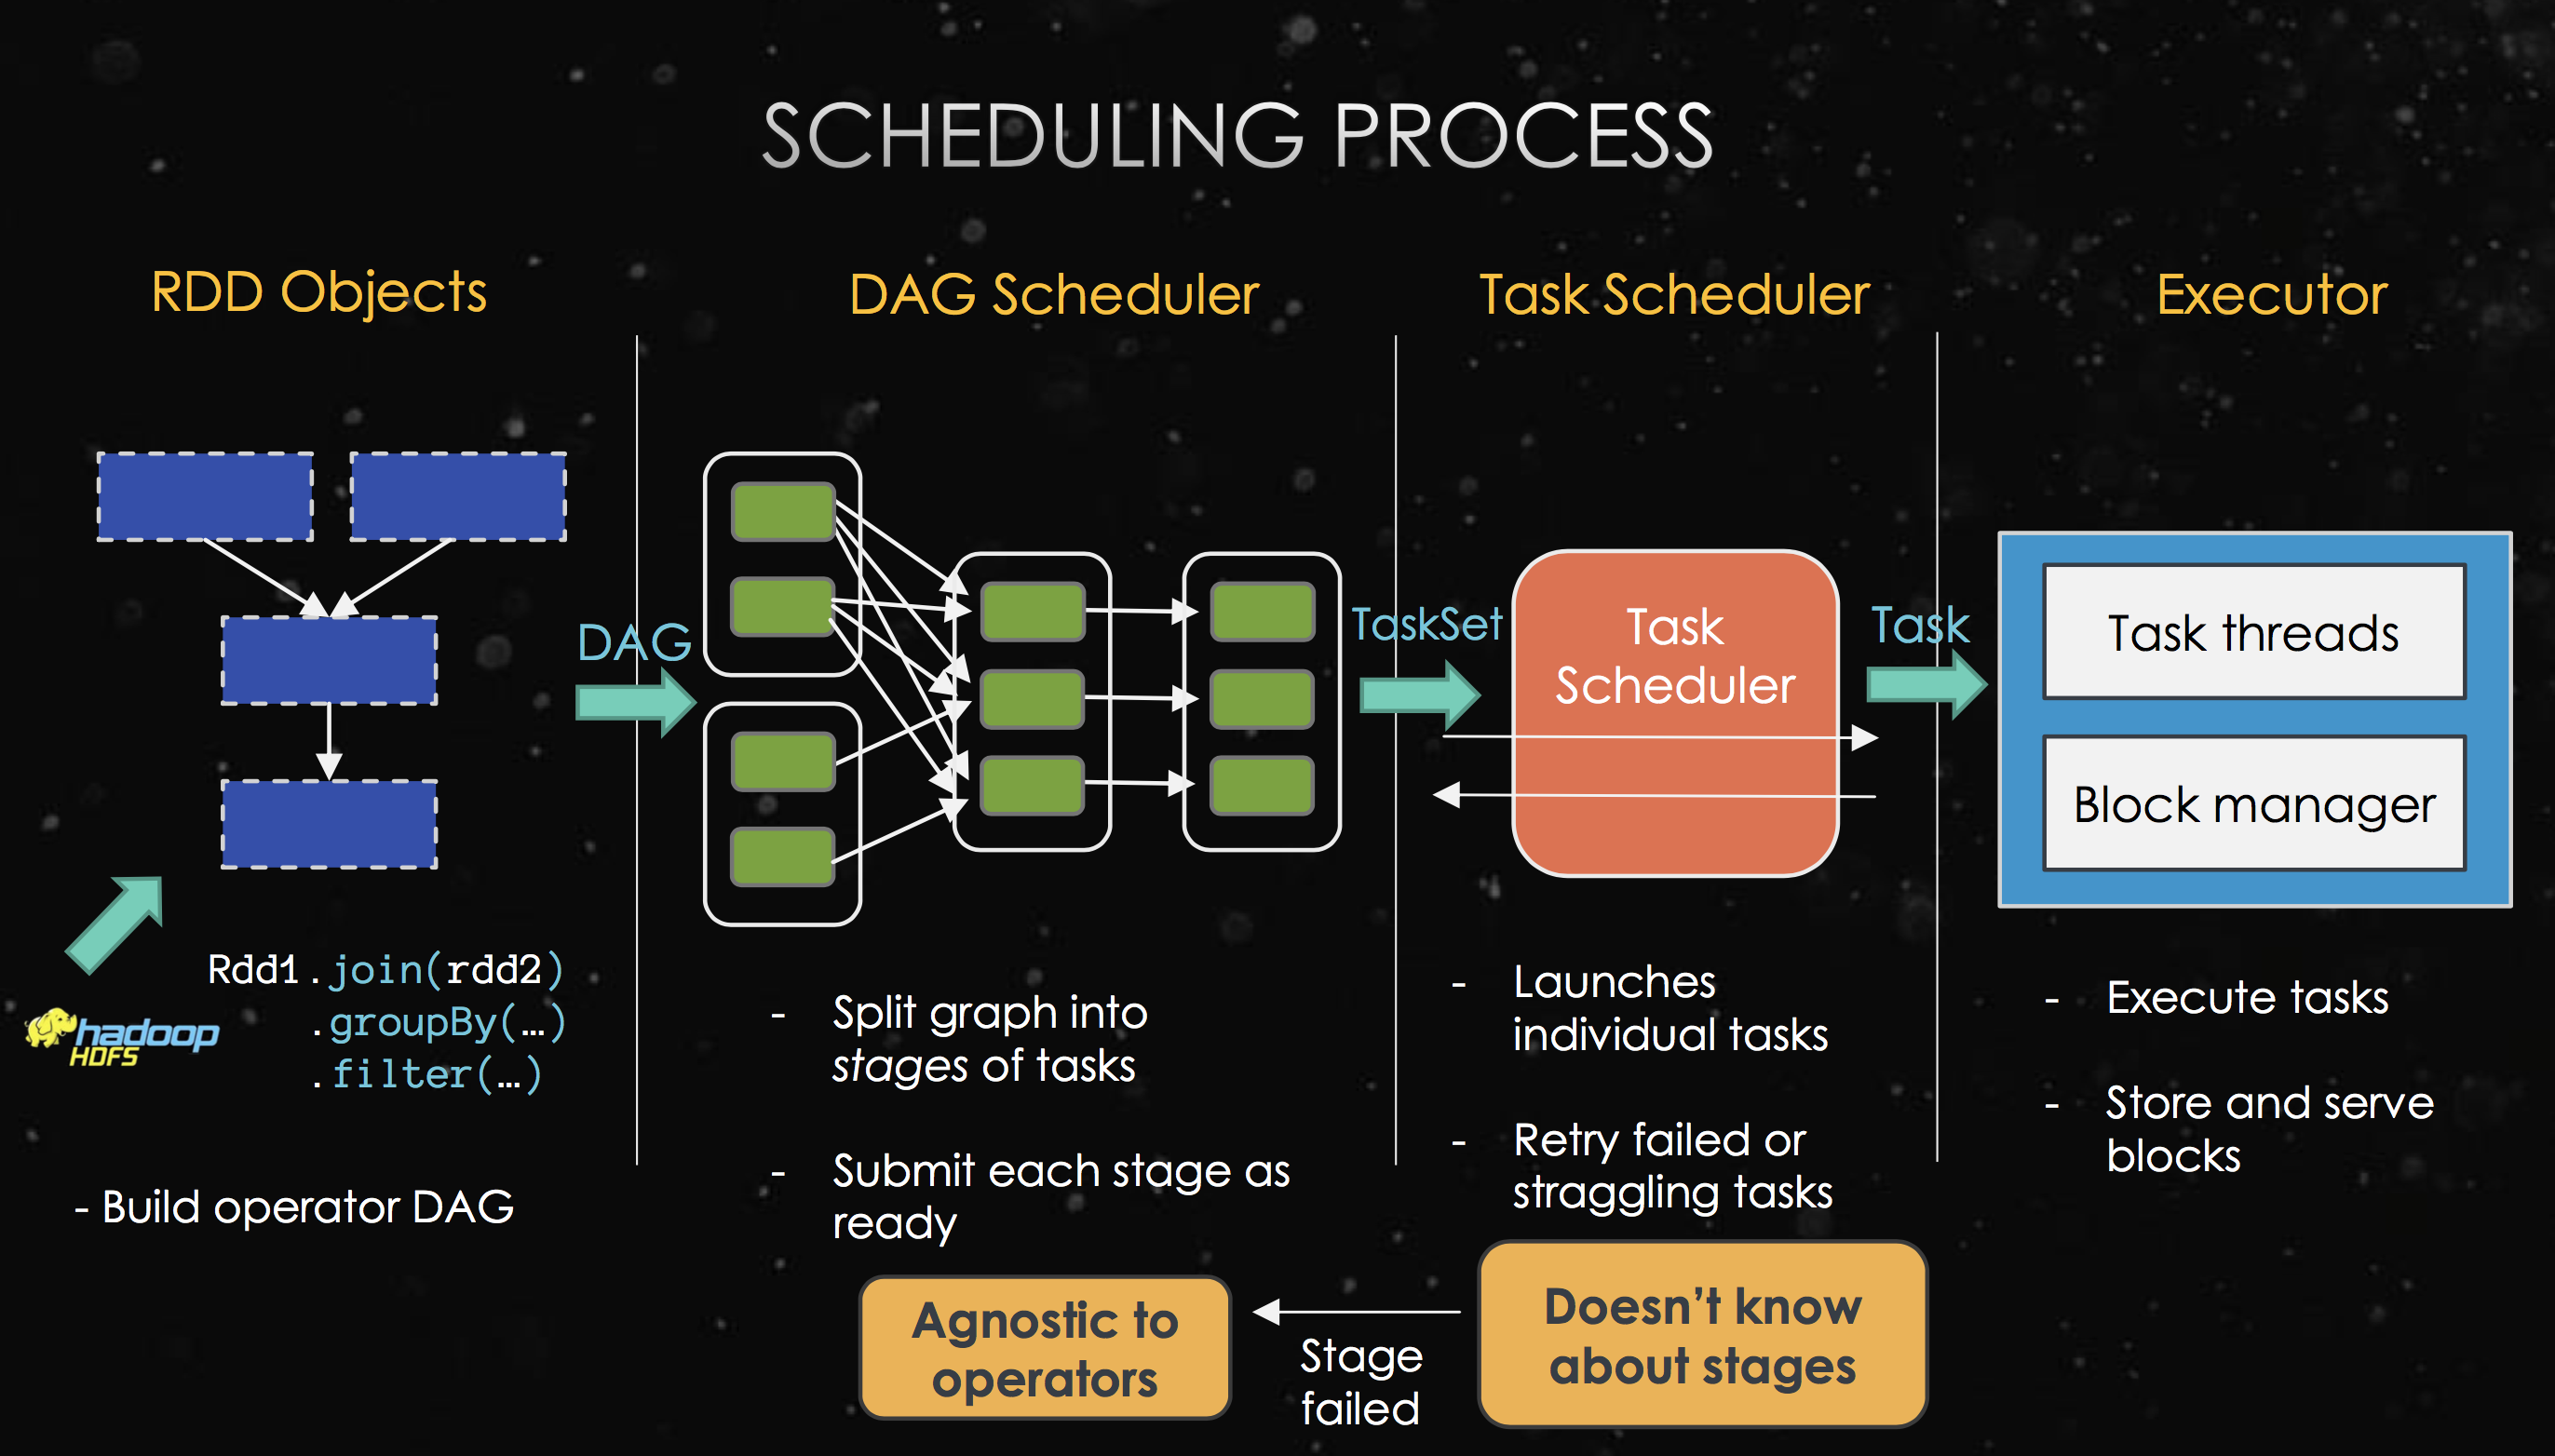 SCHEDULING PROCESS
RDD Objects
DAG
hadoop
HDFS
Rdd1.join(rdd2)
.groupBy(…)
.filter(…)
- Build operator DAG
DAG Scheduler
- Split graph into
stages of tasks
- Submit each stage as
ready
Agnostic to
operators
Task Scheduler
TaskSet
Task
Scheduler
Task
- Launches
individual tasks
- Retry failed or
straggling tasks
Doesn’t know
about stages
Stage
failed
Executor
Task threads
Block manager
- Execute tasks
- Store and serve
blocks